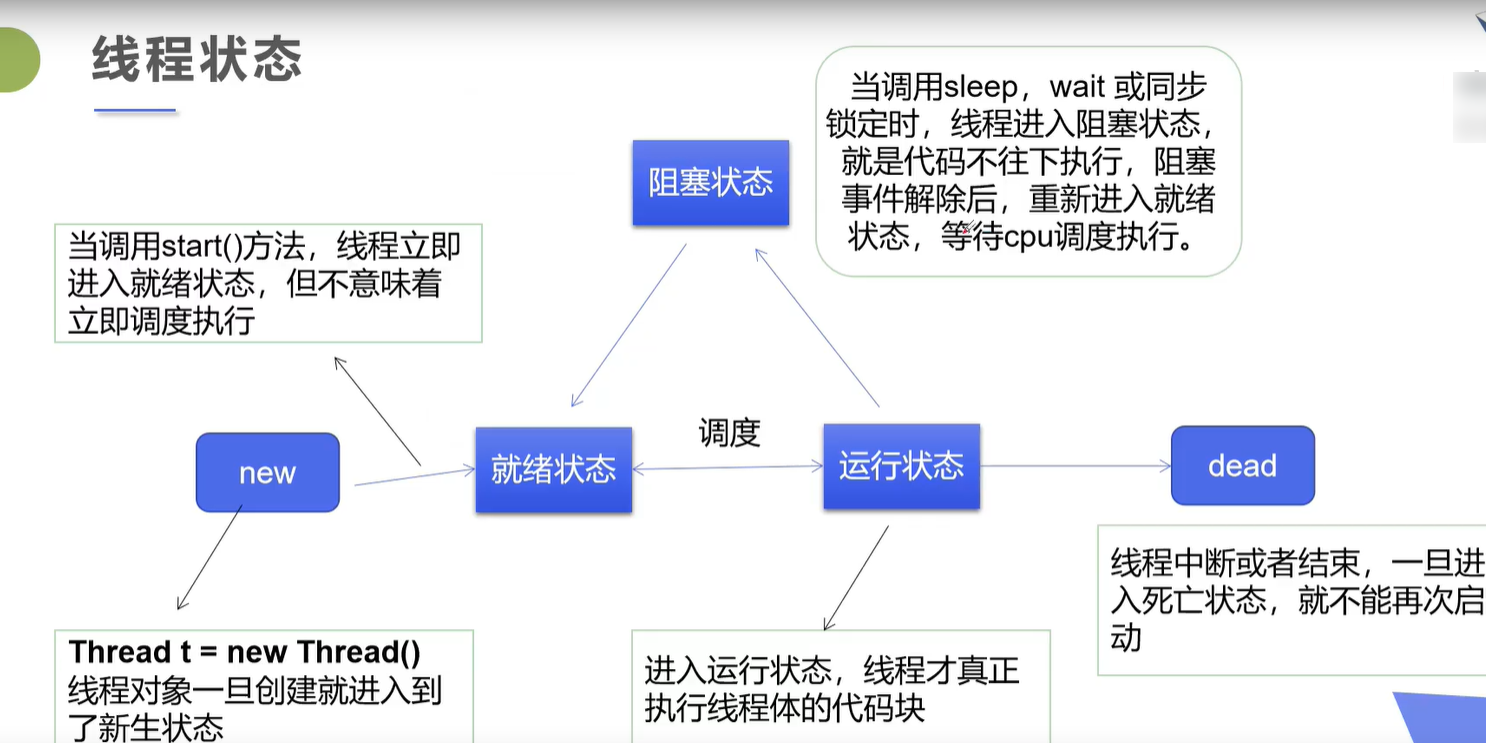 线程状态
当调用sleep，wait 或同步
锁定时，线程进入阻塞状态，
就是代码不往下执行，阻塞
事件解除后，重新进入就绪
状态，等待cpu调度执行。
阻塞状态
当调用start()方法，线程立即
进入就绪状态，但不意味着
立即调度执行
new
就绪状态
调度
运行状态
dead
线程中断或者结束，一旦进
入死亡状态，就不能再次启
动
Thread t = new Thread()
线程对象一旦创建就进入到
了新生状态
进入运行状态，线程才真正
执行线程体的代码块